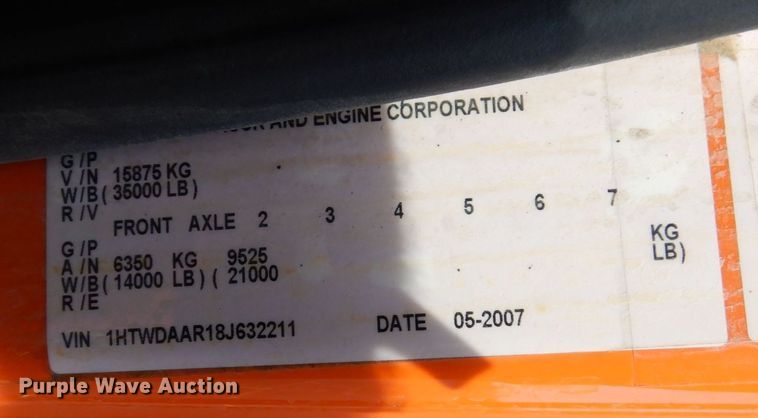 AND ENGINE CORPORATION
G/P
V/N 15875 KG
W/B ( 35000 LB)
R/V
FRONT AXLE 2 3 4 5 6 7
G/P
A/N 6350 KG 9525 KG
W/B ( 14000 LB) ( 21000 LB)
R/E
VIN 1HTWDAAR18J632211 DATE 05-2007
Purple Wave Auction